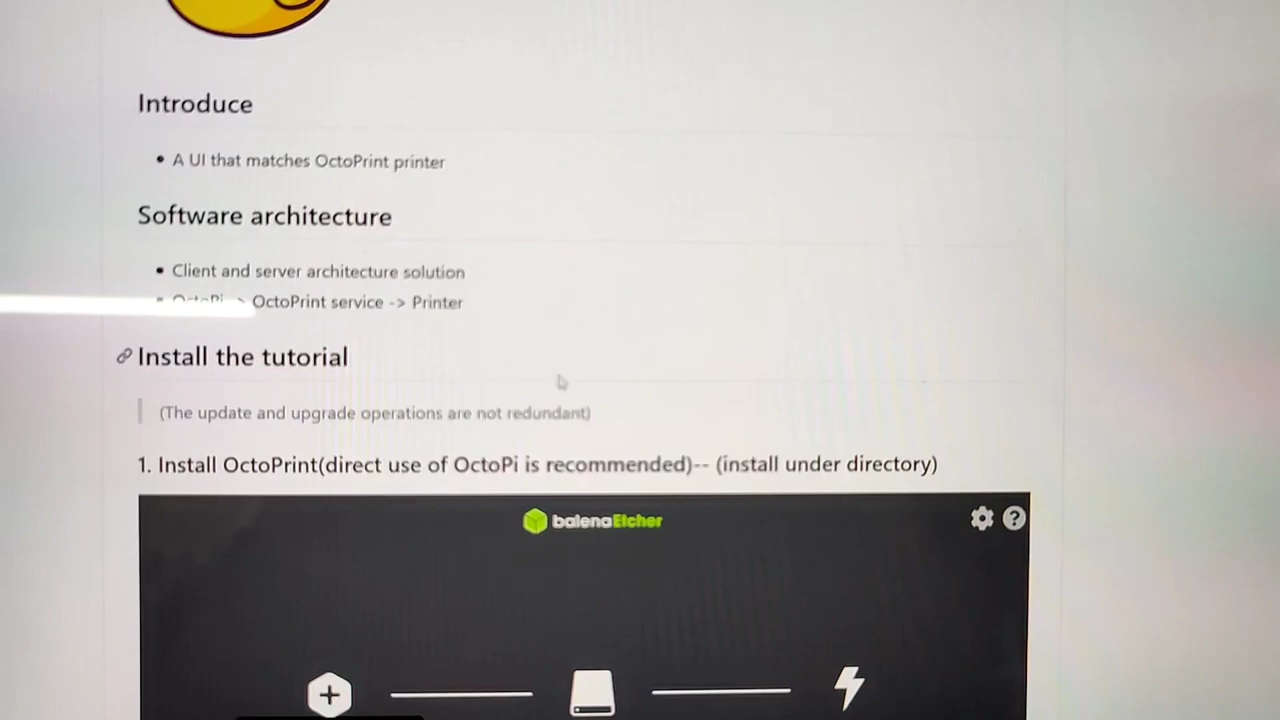 Introduce
A UI that matches OctoPrint printer
Software architecture
Client and server architecture solution
OctoPi -> OctoPrint service -> Printer
Install the tutorial
(The update and upgrade operations are not redundant)
1. Install OctoPrint(direct use of OctoPi is recommended)-- (install under directory)
balenaEtcher